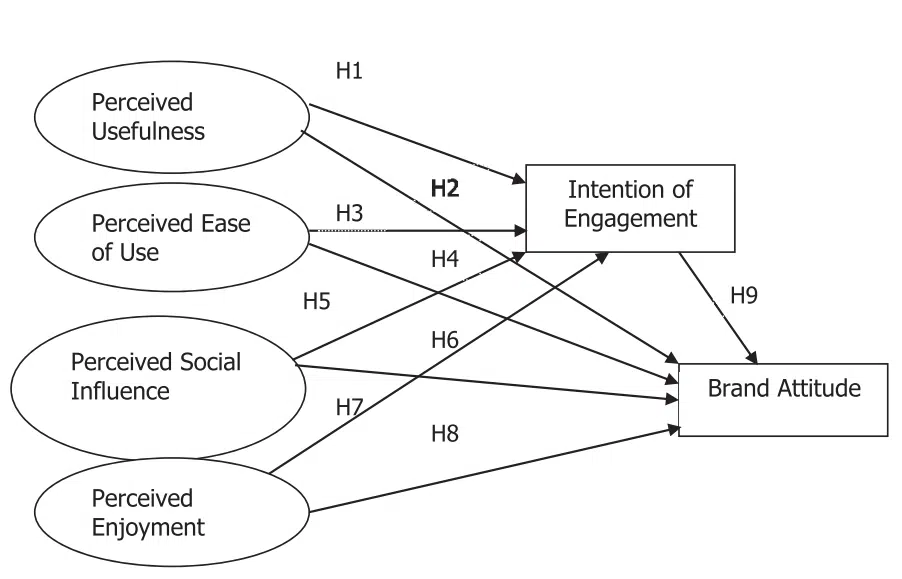 H1
Perceived
Usefulness
H2
Intention of
Engagement
H3
Perceived Ease
of Use
H4
H5
H9
H6
Perceived Social
Influence
Brand Attitude
H7
H8
Perceived
Enjoyment